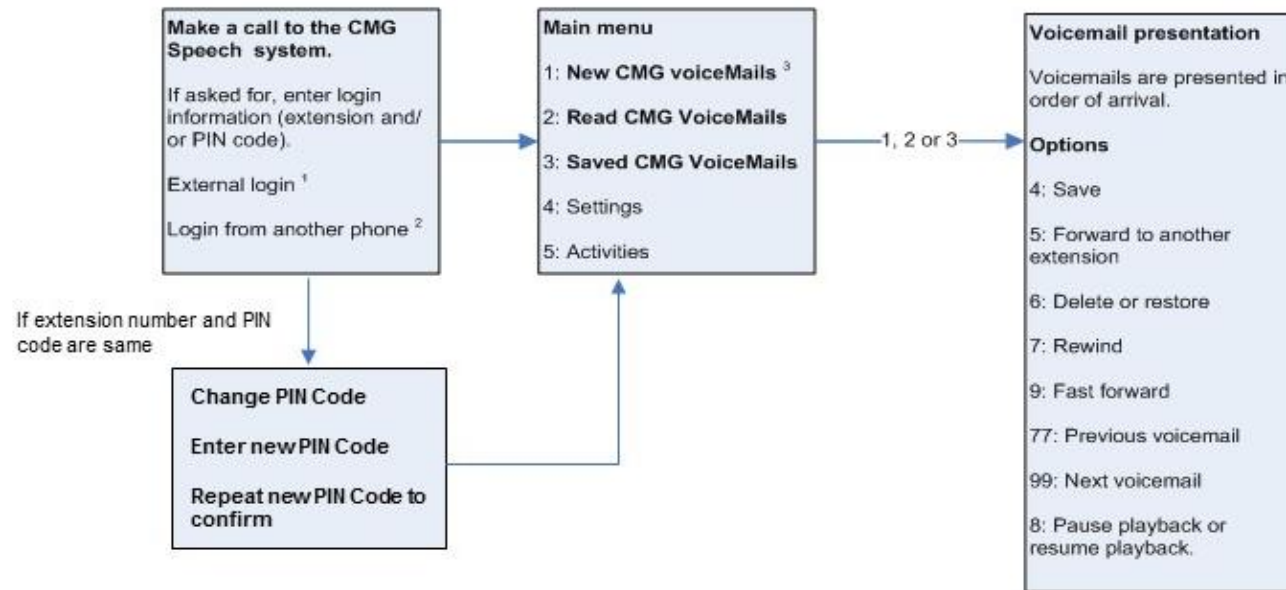 Make a call to the CMG
Speech system.
If asked for, enter login
information (extension and/
or PIN code).
External login ¹
Login from another phone ²
If extension number and PIN
code are same
Change PIN Code
Enter new PIN Code
Repeat new PIN Code to
confirm
Main menu
1: New CMG voiceMails ³
2: Read CMG VoiceMails
3: Saved CMG VoiceMails
4: Settings
5: Activities
1, 2 or 3
Voicemail presentation
Voicemails are presented in
order of arrival.
Options
4: Save
5: Forward to another
extension
6: Delete or restore
7: Rewind
9: Fast forward
77: Previous voicemail
99: Next voicemail
8: Pause playback or
resume playback.